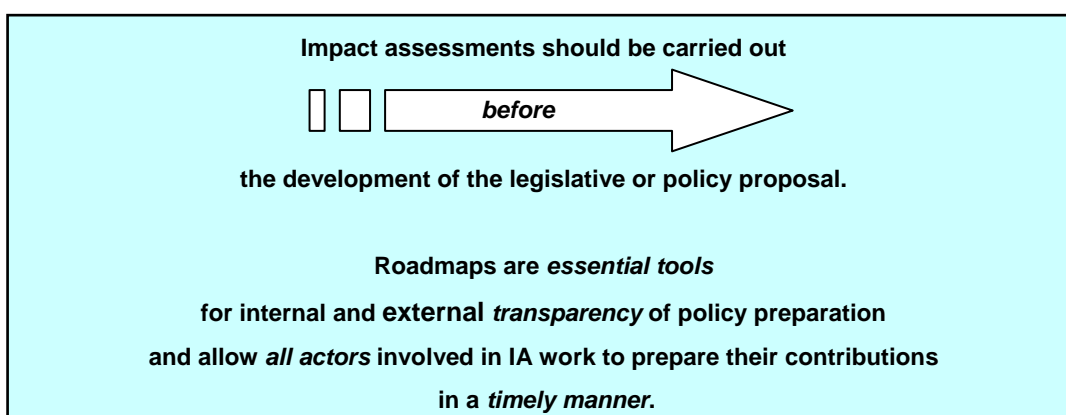 Impact assessments should be carried out
before
the development of the legislative or policy proposal.
Roadmaps are essential tools
for internal and external transparency of policy preparation
and allow all actors involved in IA work to prepare their contributions
in a timely manner.